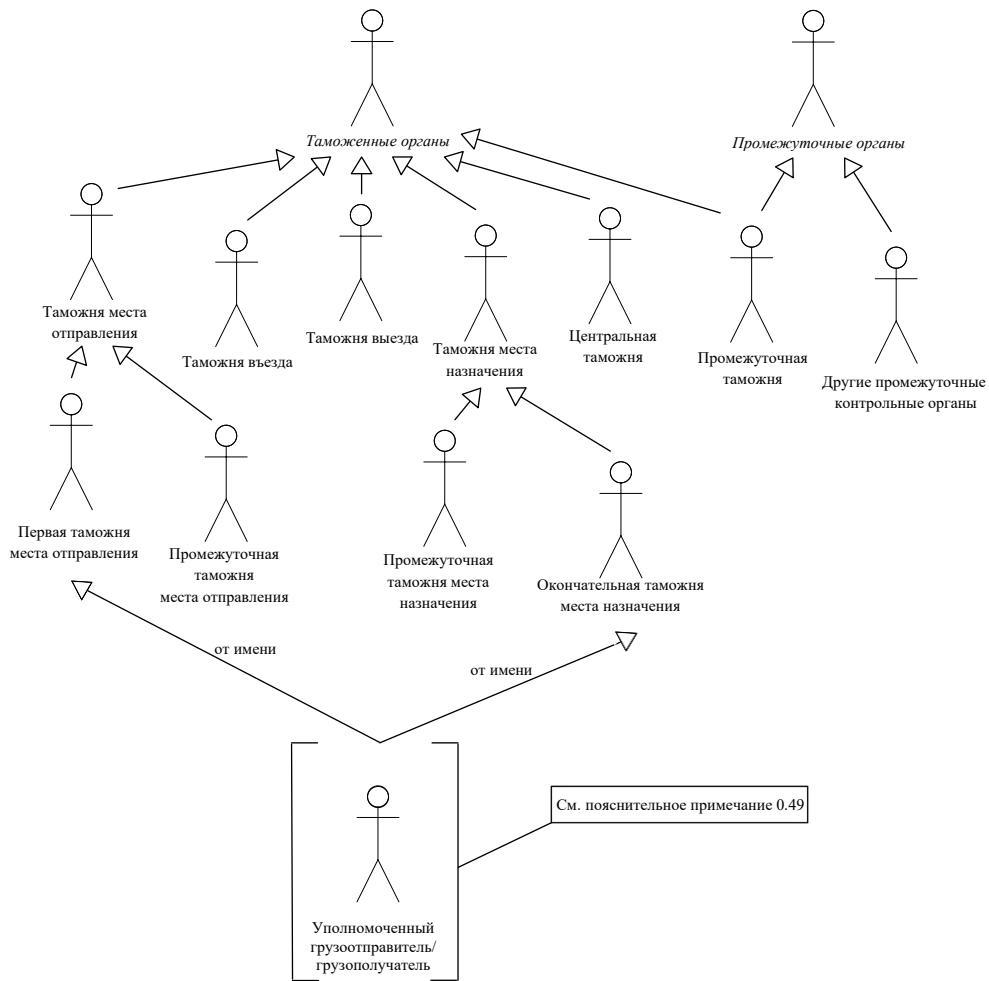 Таможенные органы
Промежуточные органы
Таможня места
отправления
Таможня въезда
Таможня выезда
Таможня места
назначения
Центральная
таможня
Промежуточная
таможня
Другие промежуточные
контрольные органы
Первая таможня
места отправления
Промежуточная
таможня
места отправления
Промежуточная
таможня места
назначения
Окончательная таможня
места назначения
от имени
от имени
См. пояснительное примечание 0.49
Уполномоченный
грузоотправитель/
грузополучатель